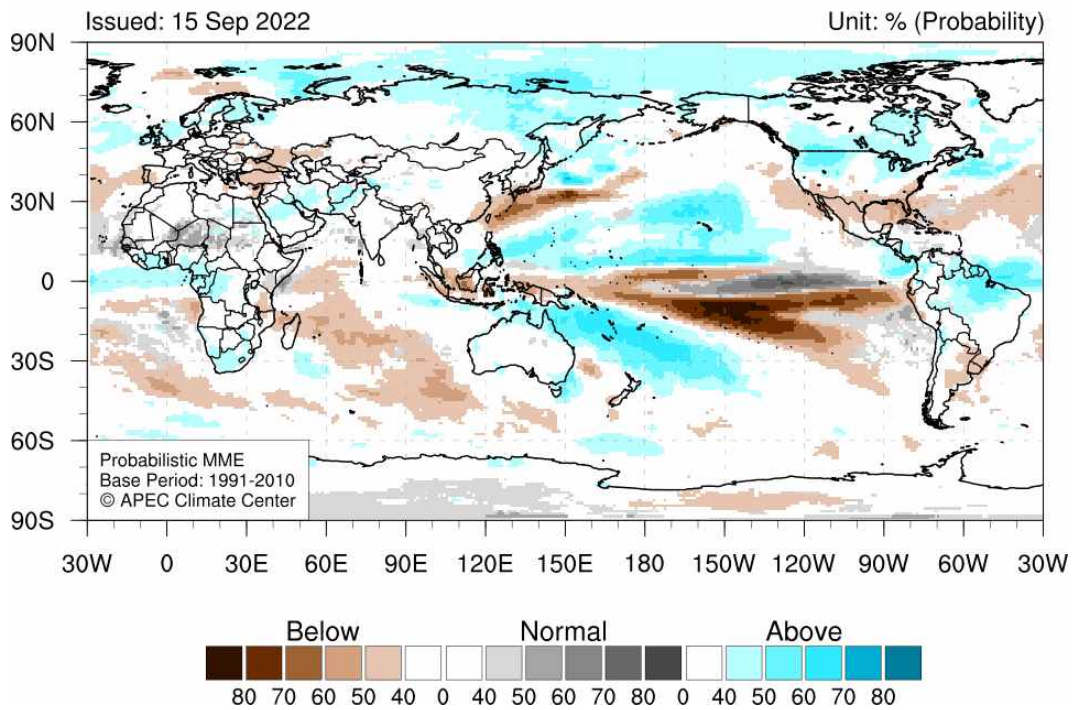 Issued: 15 Sep 2022 Unit: % (Probability)
90N
60N
30N
0
30S
60S
90S
Probabilistic MME
Base Period: 1991-2010
© APEC Climate Center
30W 0 30E 60E 90E 120E 150E 180 150W 120W 90W 60W 30W
Below Normal Above
80 70 60 50 40 0 40 50 60 70 80 0 40 50 60 70 80